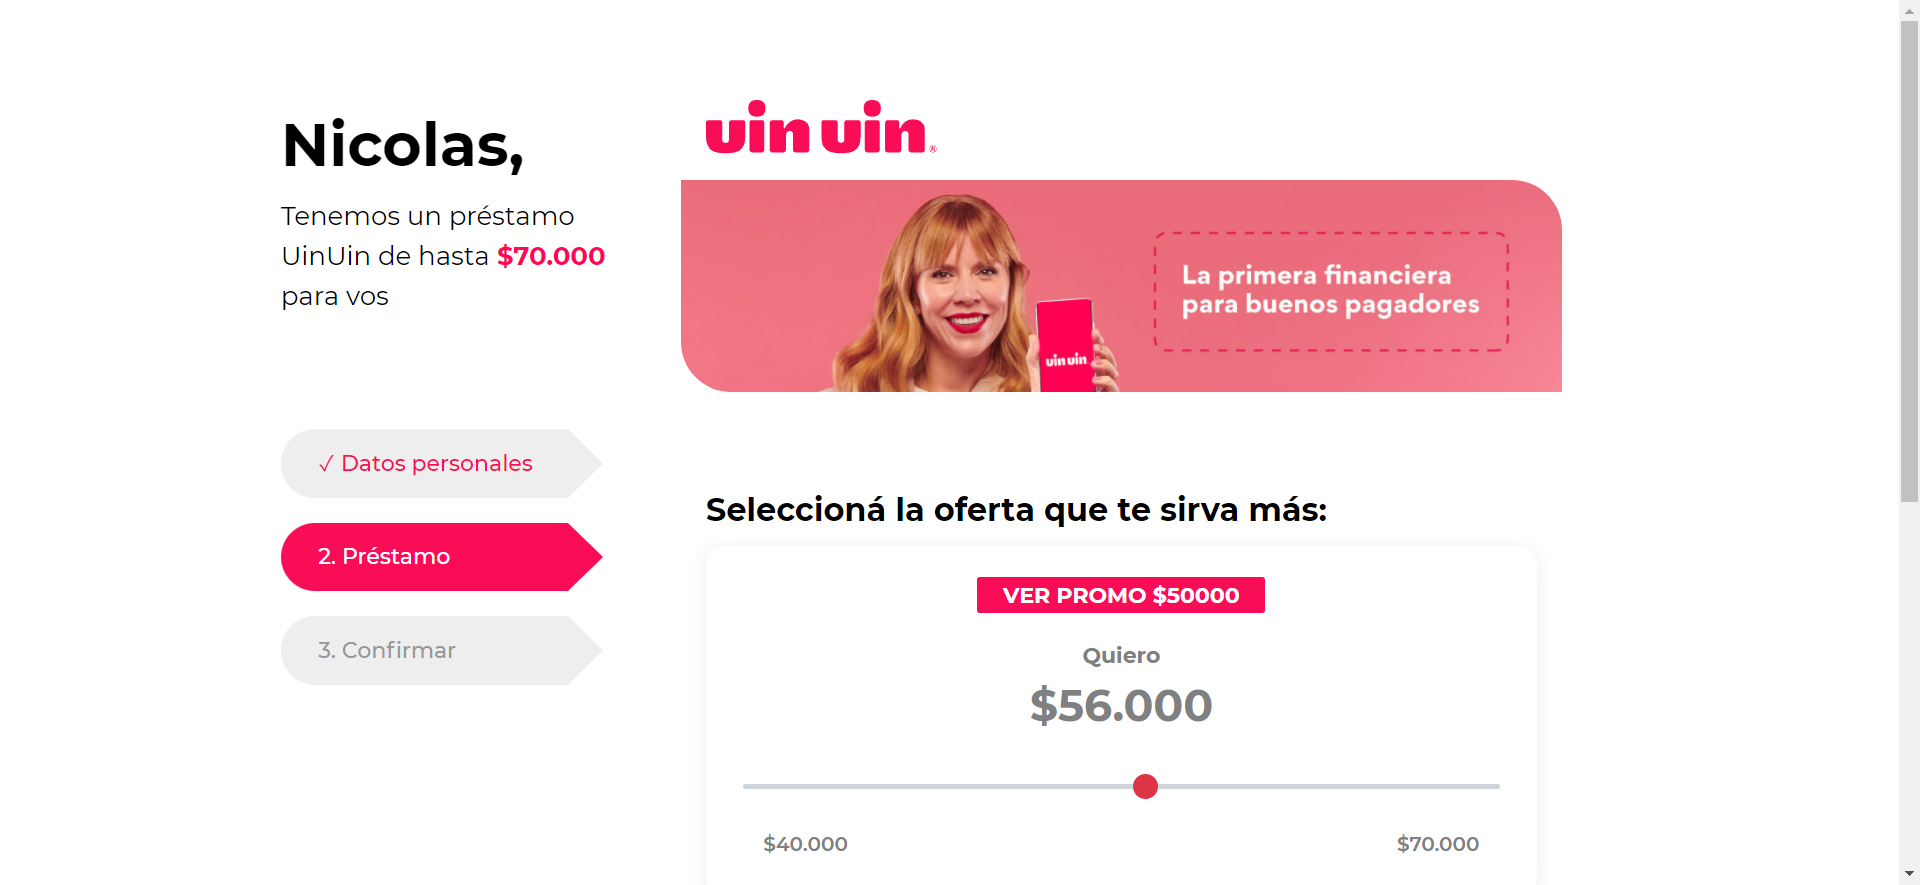 Nicolas,
Tenemos un préstamo
UinUin de hasta $70.000
para vos
✓ Datos personales
2. Préstamo
3. Confirmar
uin uin®
La primera financiera
para buenos pagadores
uin uin
Seleccioná la oferta que te sirva más:
VER PROMO $50000
Quiero
$56.000
$40.000
$70.000